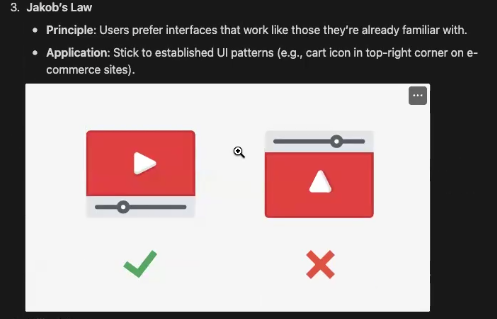 3. Jakob's Law
• Principle: Users prefer interfaces that work like those they're already familiar with.
• Application: Stick to established UI patterns (e.g., cart icon in top-right corner on e-
commerce sites).